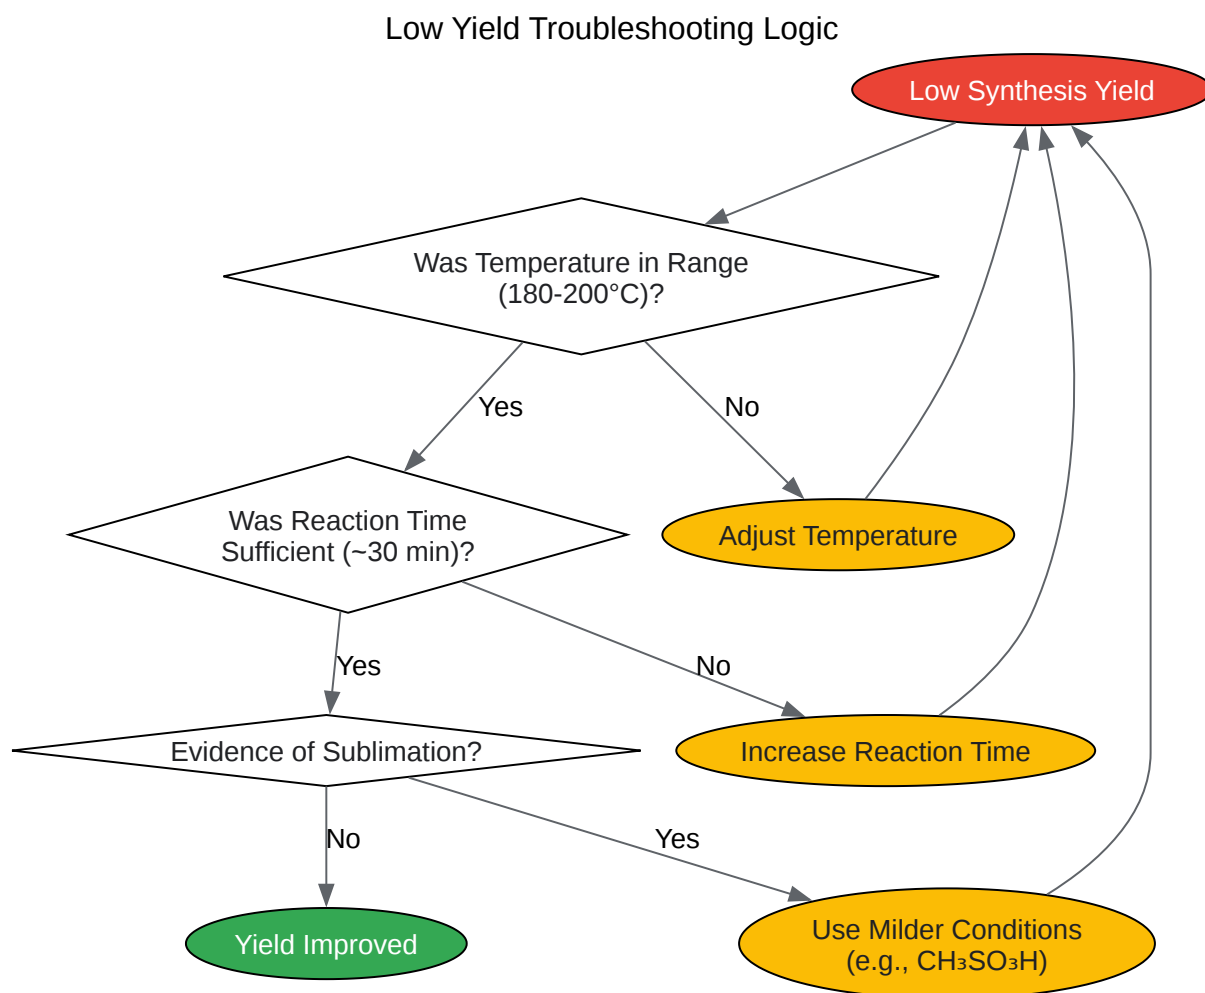 Low Yield Troubleshooting Logic
Low Synthesis Yield
Was Temperature in Range
(180-200°C)?
Yes
No
Was Reaction Time
Sufficient (~30 min)?
Adjust Temperature
Yes
No
Evidence of Sublimation?
Increase Reaction Time
No
Yes
Yield Improved
Use Milder Conditions
(e.g., CH₃SO₃H)